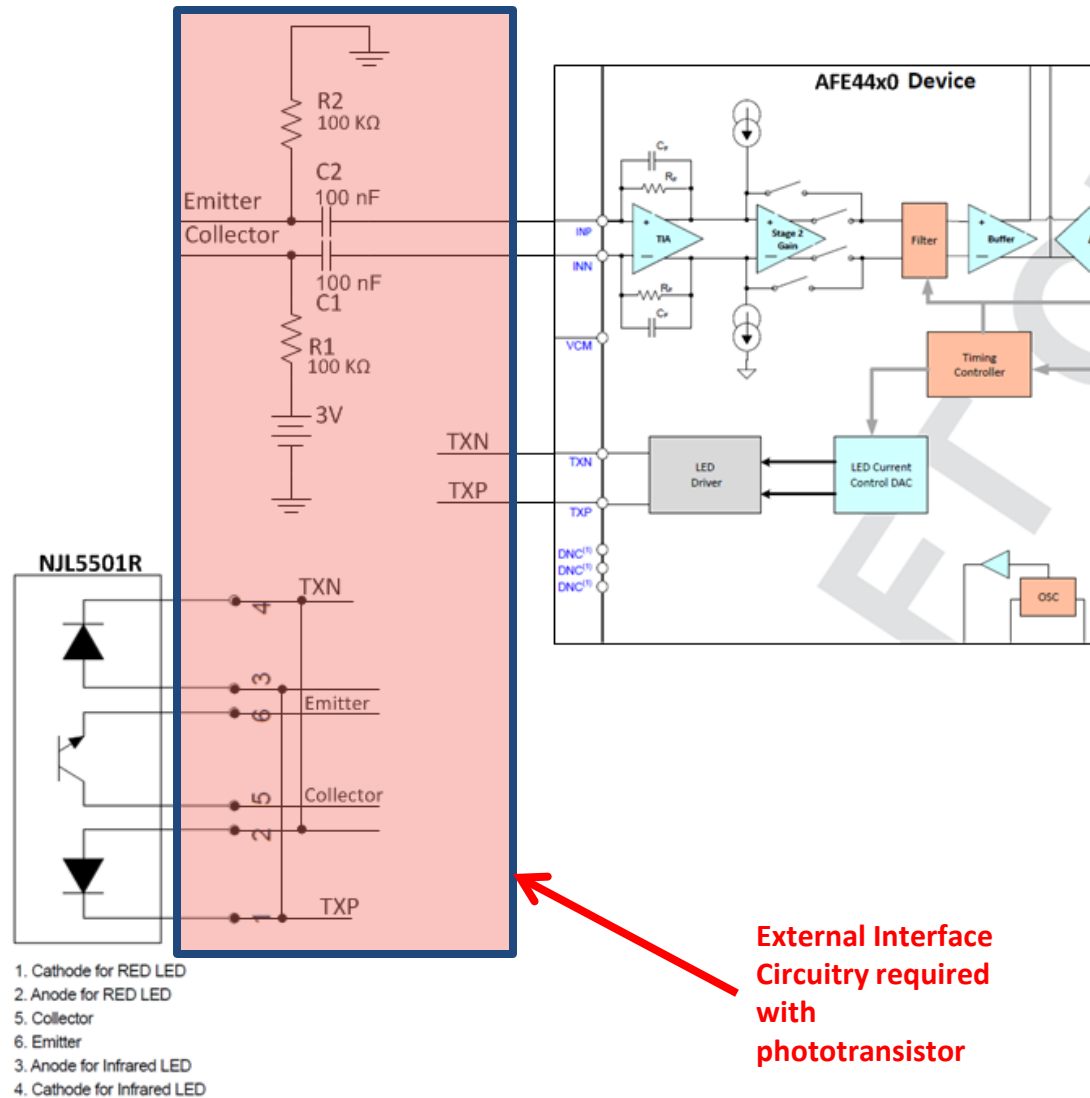 R2
100 KΩ
C2
100 nF
Emitter
Collector
100 nF
C1
R1
100 KΩ
3V
TXN
TXP
AFE44x0 Device
CF
RF
INP
TIA
INN
RF
CF
Stage 2
Gain
Filter
Buffer
VCM
Timing
Controller
TXN
LED
Driver
LED Current
Control DAC
TXP
DNC(1)
DNC(1)
DNC(1)
OSC
NJL5501R
TXN
4
3
Emitter
6
5
Collector
2
1
TXP
1. Cathode for RED LED
2. Anode for RED LED
5. Collector
6. Emitter
3. Anode for Infrared LED
4. Cathode for Infrared LED
External Interface
Circuitry required
with
phototransistor